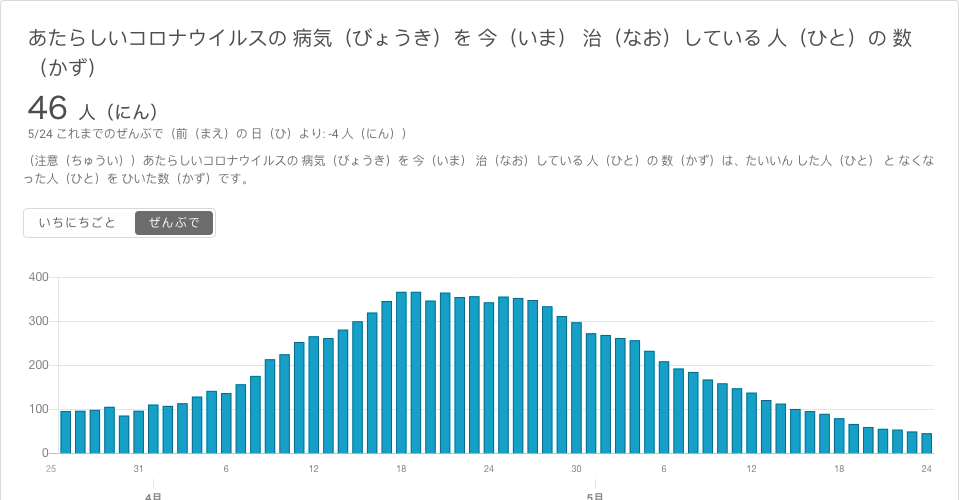 あたらしいコロナウイルスの 病気（びょうき）を 今（いま） 治（なお）している 人（ひと）の 数
（かず）
46 人（にん）
5/24 これまでのぜんぶで（前（まえ）の 日（ひ）より: -4 人（にん））
（注意（ちゅうい））あたらしいコロナウイルスの 病気（びょうき）を 今（いま） 治（なお）している 人（ひと）の 数（かず）は、たいいん した人（ひと） と なくな
った人（ひと）を ひいた数（かず）です。
いちにちごと ぜんぶで
400
300
200
100
0
25 31 6 12 18 24 30 6 12 18 24
4月 5月